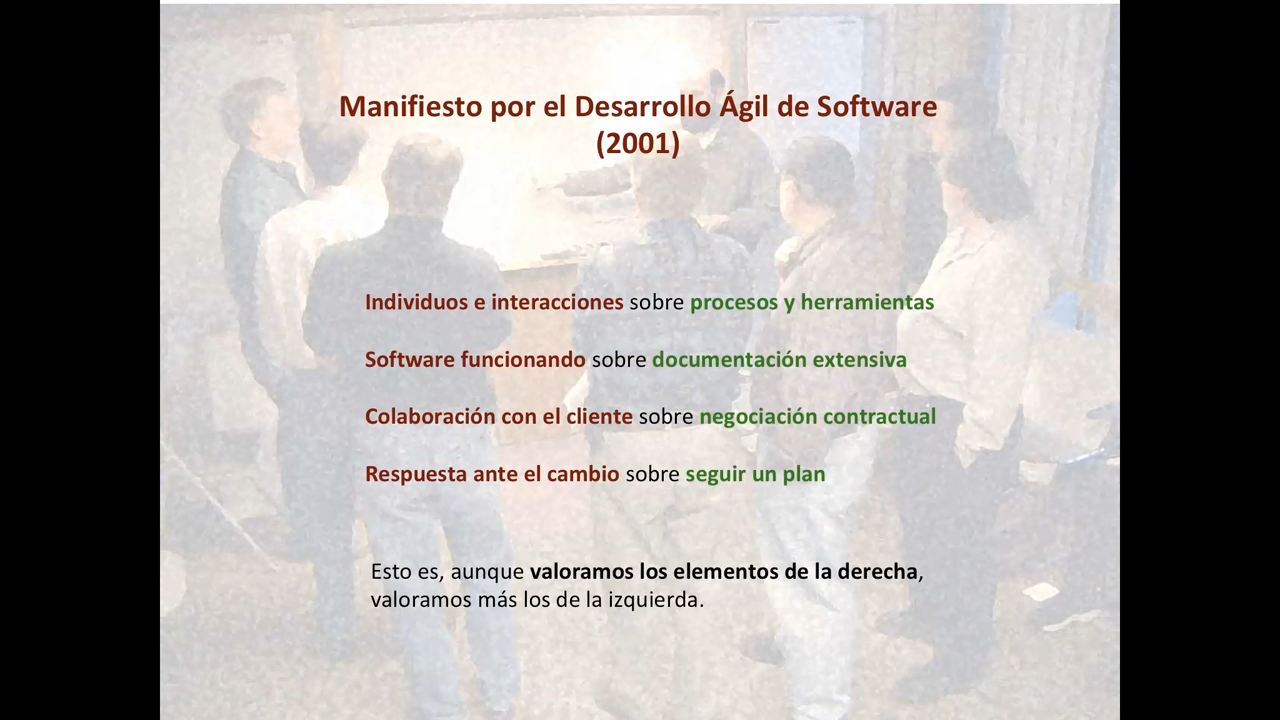 Manifiesto por el Desarrollo Ágil de Software
(2001)
Individuos e interacciones sobre procesos y herramientas
Software funcionando sobre documentación extensiva
Colaboración con el cliente sobre negociación contractual
Respuesta ante el cambio sobre seguir un plan
Esto es, aunque valoramos los elementos de la derecha,
valoramos más los de la izquierda.